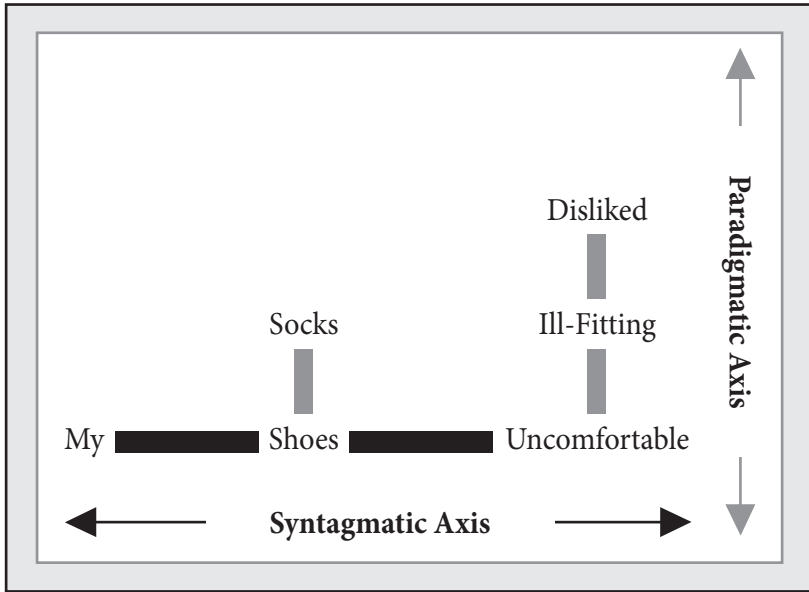 Disliked
Socks Ill-Fitting
My Shoes Uncomfortable
Syntagmatic Axis
Paradigmatic Axis